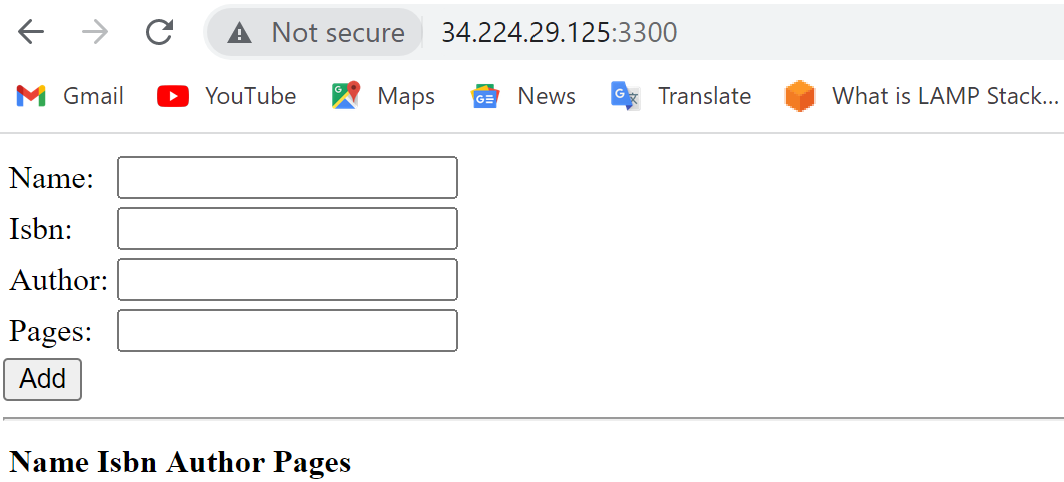 Not secure 34.224.29.125:3300
Gmail YouTube Maps News Translate What is LAMP Stack...
Name:
Isbn:
Author:
Pages:
Add
Name Isbn Author Pages